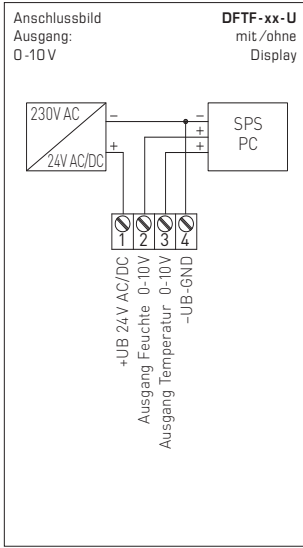 Anschlussbild
Ausgang:
0-10 V
DFTF-xx-U
mit /ohne
Display
230V AC
24V AC/DC
–
+
–
+
+
SPS
PC
1 2 3 4
+UB 24V AC/DC
Ausgang Feuchte 0-10V
Ausgang Temperatur 0-10V
–UB-GND